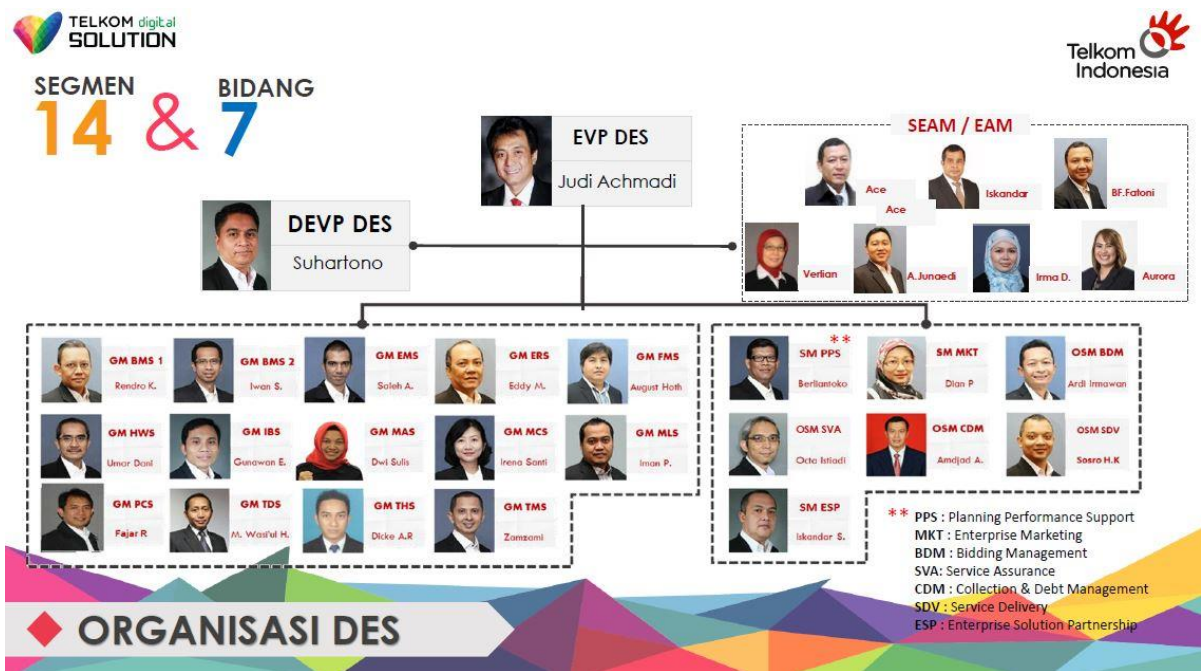 TELKOM digital
SOLUTION
Telkom
Indonesia
SEGMEN
14
&
BIDANG
7
EVP DES
Judi Achmadi
DEVP DES
Suhartono
SEAM / EAM
Ace
Ace
Iskandar
BF.Fatoni
Verlian
A.Junaedi
Irma D.
Aurora
GM BMS 1
Rendro K.
GM BMS 2
Iwan S.
GM EMS
Saleh A.
GM ERS
Eddy M.
GM FMS
August Hoth
GM HWS
Umar Dani
GM IBS
Gunawan E.
GM MAS
Dwi Sulis
GM MCS
Irena Santi
GM MLS
Iman P.
GM PCS
Fajar R
GM TDS
M. Wasi'ul H.
GM THS
Dicke A.R
GM TMS
Zamzami
SM PPS **
Berliantoko
SM MKT
Dian P
OSM BDM
Ardi Irmawan
OSM SVA
Octo Istiadi
OSM CDM
Amdjad A.
OSM SDV
Sosro H.K
SM ESP
Iskandar S.
** PPS : Planning Performance Support
MKT : Enterprise Marketing
BDM : Bidding Management
SVA: Service Assurance
CDM : Collection & Debt Management
SDV : Service Delivery
ESP : Enterprise Solution Partnership
ORGANISASI DES